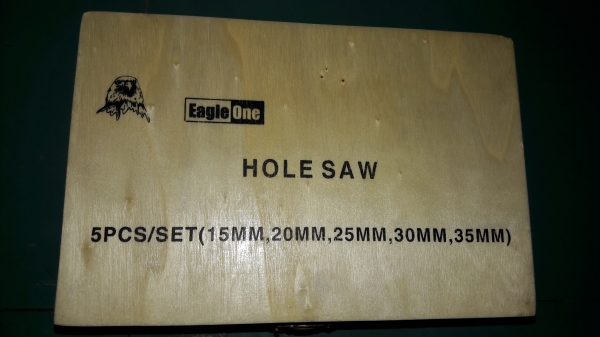 Eagle One
HOLE SAW
5PCS/SET(15MM,20MM,25MM,30MM,35MM)